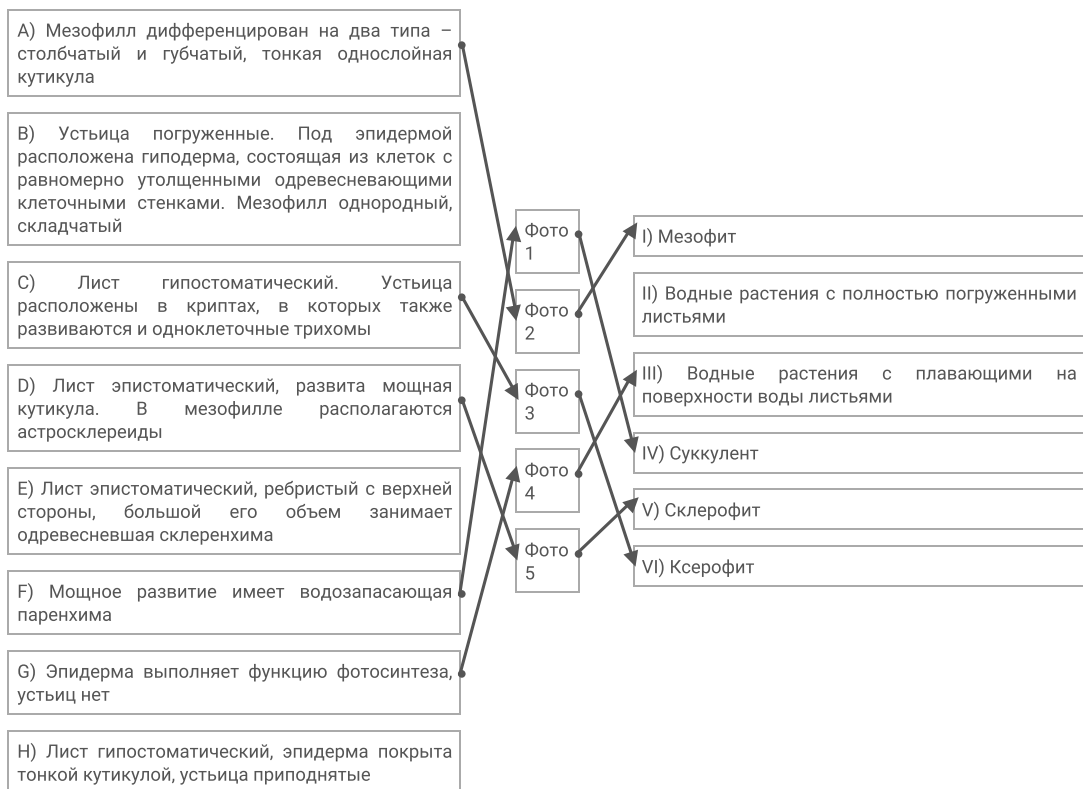 A) Мезофилл дифференцирован на два типа –
столбчатый и губчатый, тонкая однослойная
кутикула
B) Устьица погруженные. Под эпидермой
расположена гиподерма, состоящая из клеток с
равномерно утолщенными одревесневающими
клеточными стенками. Мезофилл однородный,
складчатый
C) Лист гипостоматический. Устьица
расположены в криптах, в которых также
развиваются и одноклеточные трихомы
D) Лист эпистоматический, развита мощная
кутикула. В мезофилле располагаются
астросклереиды
E) Лист эпистоматический, ребристый с верхней
стороны, большой его объем занимает
одревесневшая склеренхима
F) Мощное развитие имеет водозапасающая
паренхима
G) Эпидерма выполняет функцию фотосинтеза,
устьиц нет
H) Лист гипостоматический, эпидерма покрыта
тонкой кутикулой, устьица приподнятые
Фото
1
Фото
2
Фото
3
Фото
4
Фото
5
I) Мезофит
II) Водные растения с полностью погруженными
листьями
III) Водные растения с плавающими на
поверхности воды листьями
IV) Суккулент
V) Склерофит
VI) Ксерофит